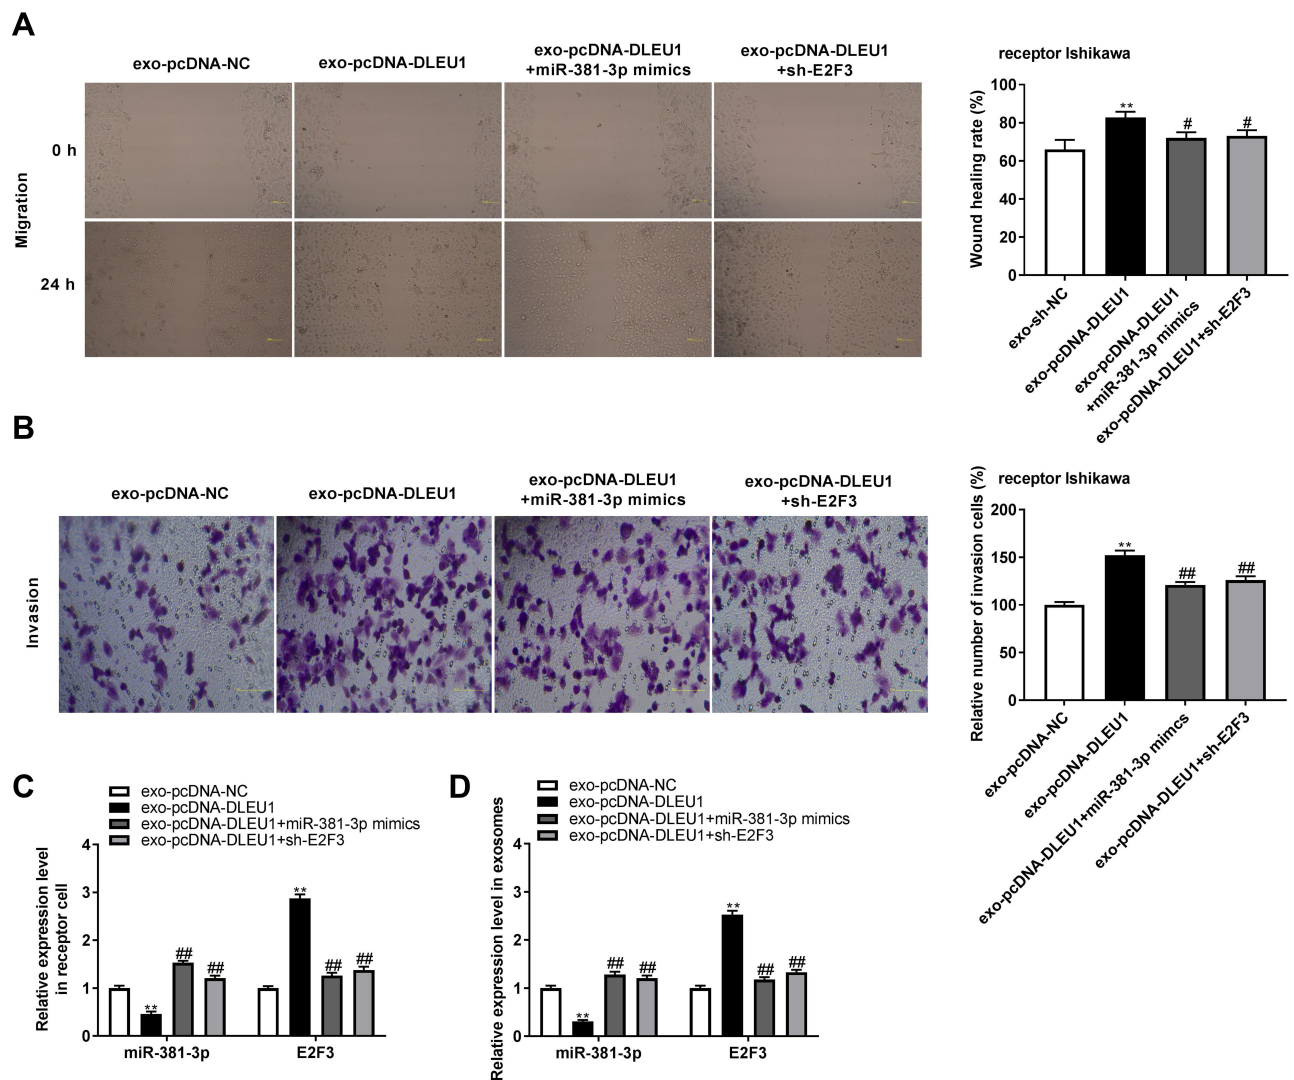 A
exo-pcDNA-NC
exo-pcDNA-DLEU1
exo-pcDNA-DLEU1
+miR-381-3p mimics
exo-pcDNA-DLEU1
+sh-E2F3
Migration
0 h
24 h
receptor Ishikawa
Wound healing rate (%)
100
80
60
40
20
0
**
#
#
exo-sh-NC
exo-pcDNA-DLEU1
exo-pcDNA-DLEU1
+miR-381-3p mimics
exo-pcDNA-DLEU1+sh-E2F3
B
exo-pcDNA-NC
exo-pcDNA-DLEU1
exo-pcDNA-DLEU1
+miR-381-3p mimics
exo-pcDNA-DLEU1
+sh-E2F3
Invasion
receptor Ishikawa
Relative number of invasion cells (%)
200
150
100
50
0
**
##
##
exo-pcDNA-NC
exo-pcDNA-DLEU1
exo-pcDNA-DLEU1+miR-381-3p mimcs
exo-pcDNA-DLEU1+sh-E2F3
C
exo-pcDNA-NC
exo-pcDNA-DLEU1
exo-pcDNA-DLEU1+miR-381-3p mimics
exo-pcDNA-DLEU1+sh-E2F3
Relative expression level
in receptor cell
4
3
2
1
0
**
##
##
**
##
##
miR-381-3p
E2F3
D
exo-pcDNA-NC
exo-pcDNA-DLEU1
exo-pcDNA-DLEU1+miR-381-3p mimics
exo-pcDNA-DLEU1+sh-E2F3
Relative expression level in exosomes
4
3
2
1
0
**
##
##
**
##
##
miR-381-3p
E2F3